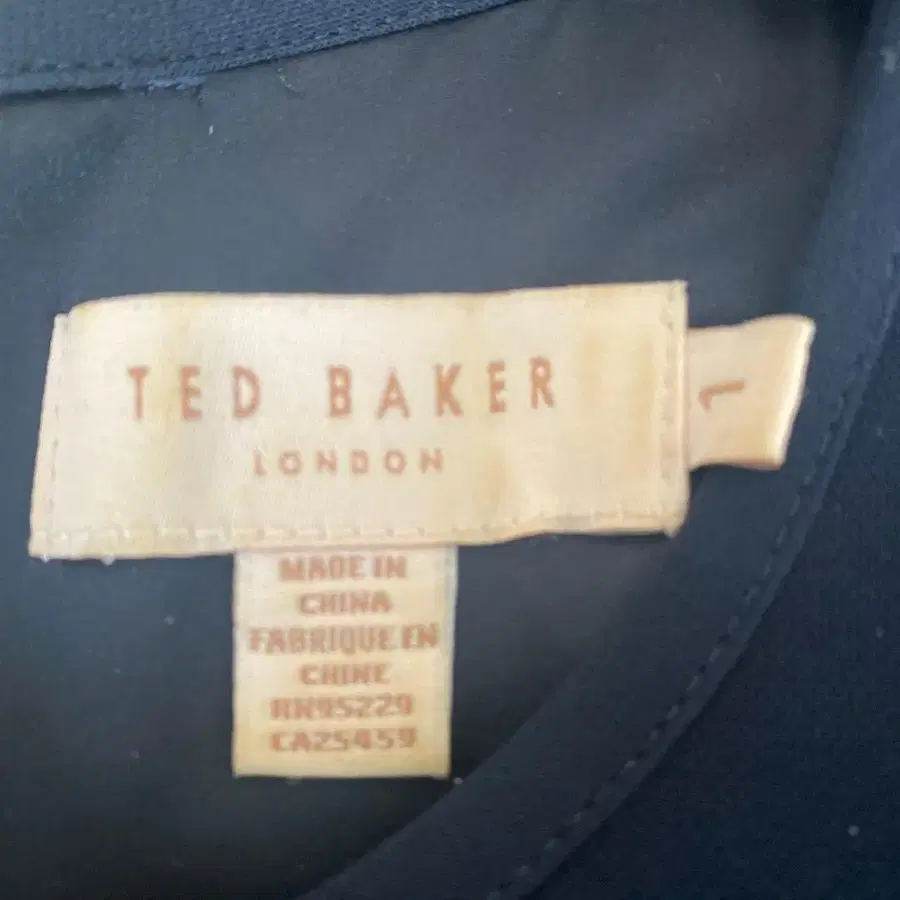 TED BAKER
LONDON
1
MADE IN
CHINA
FABRIQUE EN
CHINE
RN95229
CA25459